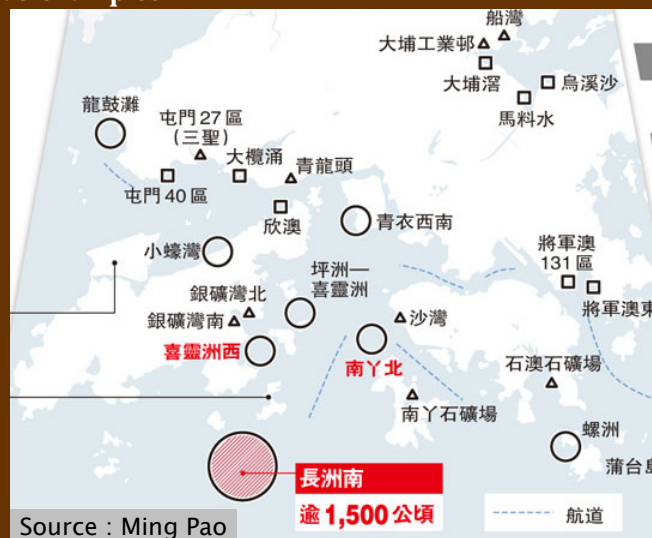 船灣
大埔工業邨
大埔滘
烏溪沙
馬料水
龍鼓灘
屯門27區
(三聖)
大欖涌
青龍頭
屯門40區
欣澳
青衣西南
小蠔灣
坪洲—
喜靈洲
將軍澳
131區
將軍澳東
銀礦灣北
銀礦灣南
沙灣
喜靈洲西
南丫北
石澳石礦場
南丫石礦場
螺洲
蒲台島
長洲南
逾1,500公頃
航道
Source : Ming Pao